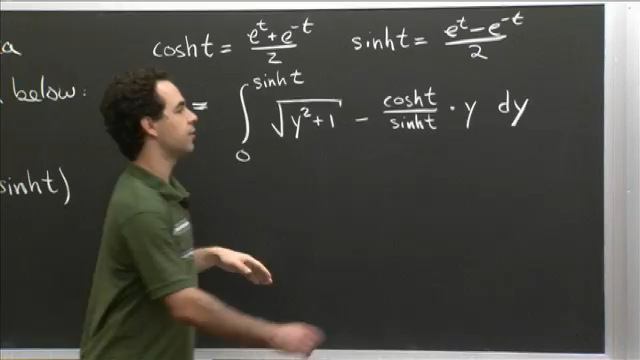 a
cosh t = (e^t + e^-t)/2    sinh t = (e^t - e^-t)/2
below:
= ∫_0^{sinh t} √(y²+1) - (cosh t)/(sinh t) · y dy
sinh t)